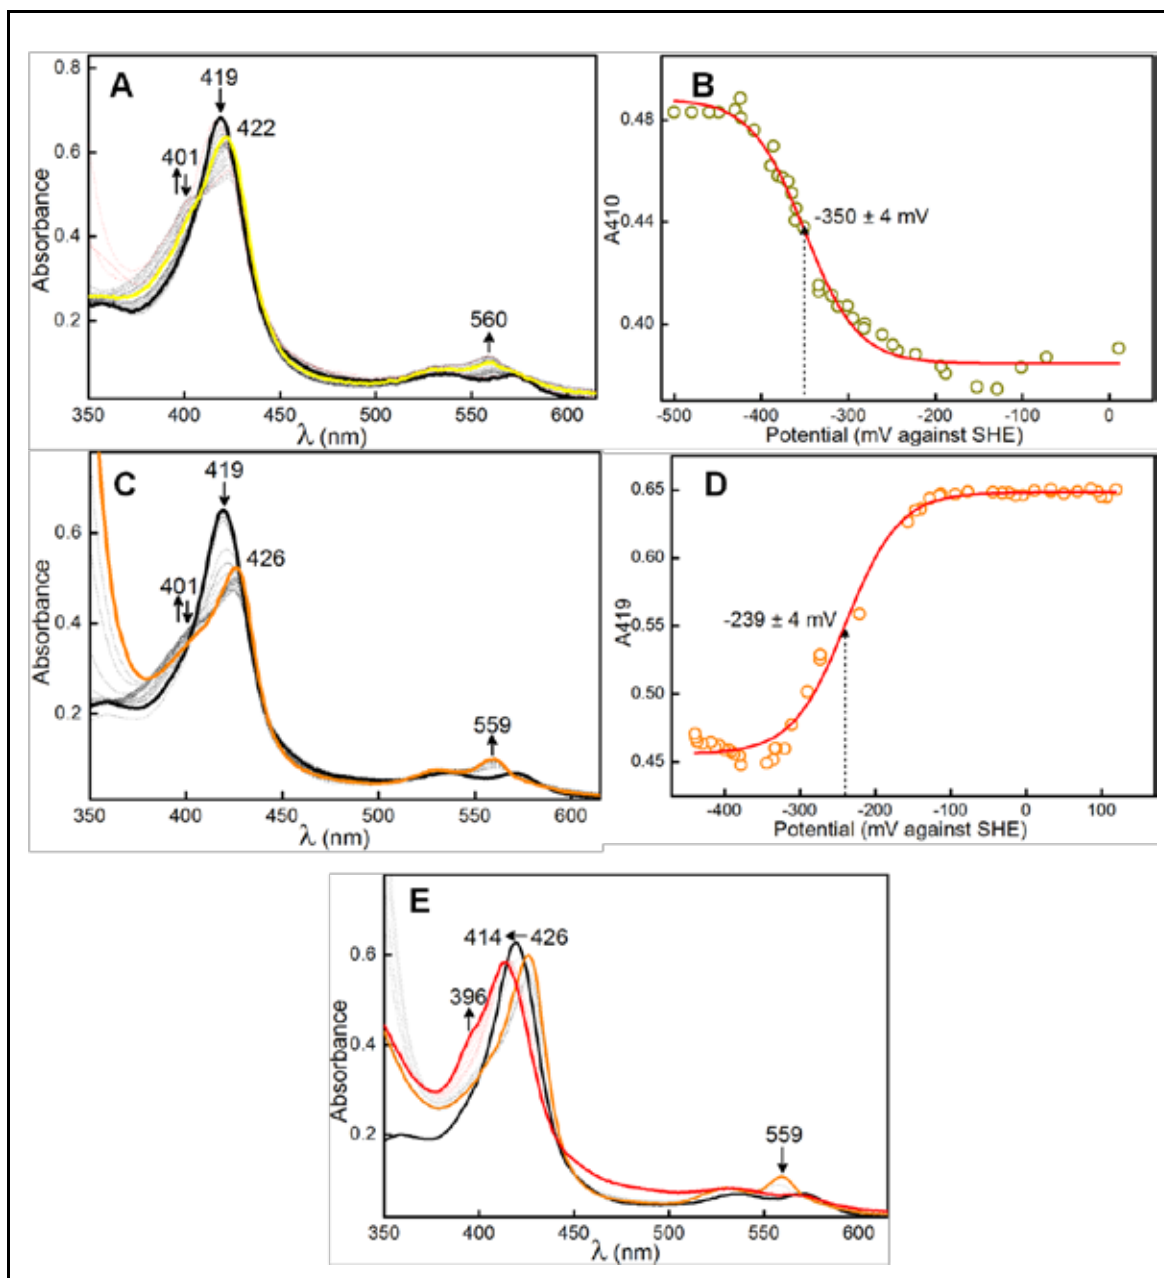 A
0.8
0.6
0.4
0.2
Absorbance
419
422
401
560
350 400 450 500 550 600
λ (nm)
B
0.48
0.44
0.40
A410
-350 ± 4 mV
-500 -400 -300 -200 -100 0
Potential (mV against SHE)
C
0.6
0.4
0.2
Absorbance
419
426
401
559
350 400 450 500 550 600
λ (nm)
D
0.65
0.60
0.55
0.50
0.45
A419
-239 ± 4 mV
-400 -300 -200 -100 0 100
Potential (mV against SHE)
E
0.6
0.4
0.2
Absorbance
414 426
396
559
350 400 450 500 550 600
λ (nm)